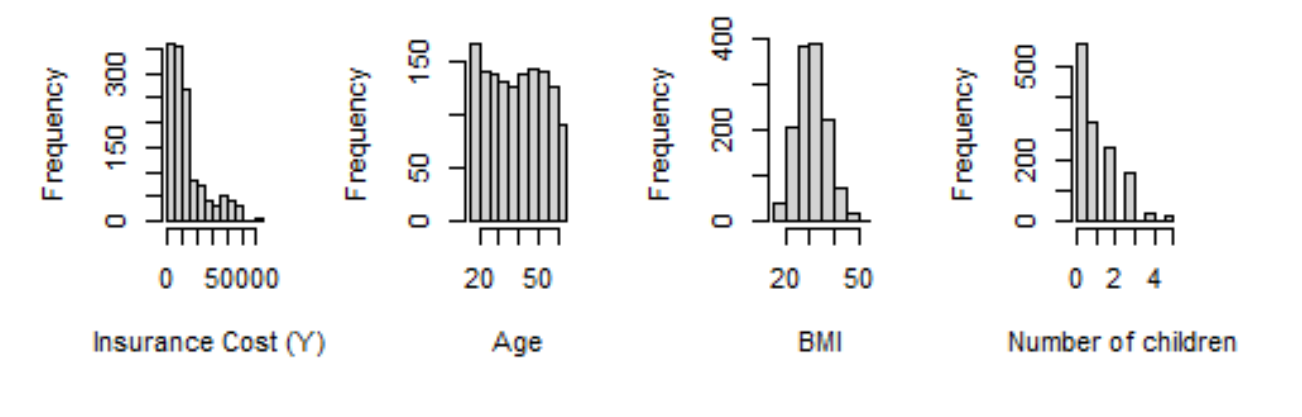 Frequency
0 150 300
0 50000
Insurance Cost (Y)
Frequency
0 50 150
20 50
Age
Frequency
0 200 400
20 50
BMI
Frequency
0 200 500
0 2 4
Number of children